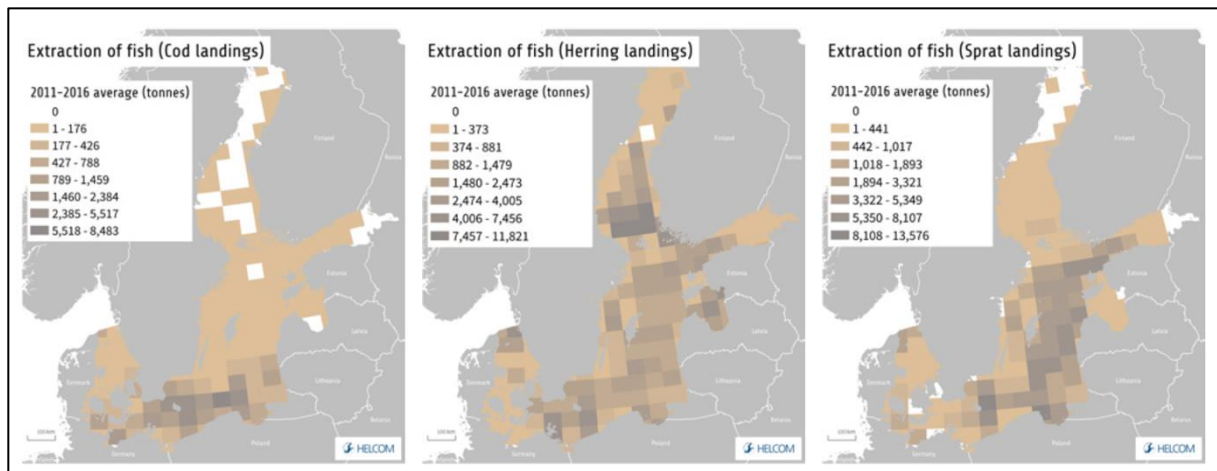 Extraction of fish (Cod landings)
2011-2016 average (tonnes)
0
1 - 176
177 - 426
427 - 788
789 - 1,459
1,460 - 2,384
2,385 - 5,517
5,518 - 8,483
Finland
Russia
Estonia
Latvia
Lithuania
Belarus
Poland
Germany
Denmark
100 km
HELCOM
Extraction of fish (Herring landings)
2011-2016 average (tonnes)
0
1 - 373
374 - 881
882 - 1,479
1,480 - 2,473
2,474 - 4,005
4,006 - 7,456
7,457 - 11,821
Finland
Russia
Estonia
Latvia
Lithuania
Belarus
Poland
Germany
Denmark
100 km
HELCOM
Extraction of fish (Sprat landings)
2011-2016 average (tonnes)
0
1 - 441
442 - 1,017
1,018 - 1,893
1,894 - 3,321
3,322 - 5,349
5,350 - 8,107
8,108 - 13,576
Finland
Russia
Estonia
Latvia
Lithuania
Belarus
Poland
Germany
Denmark
100 km
HELCOM